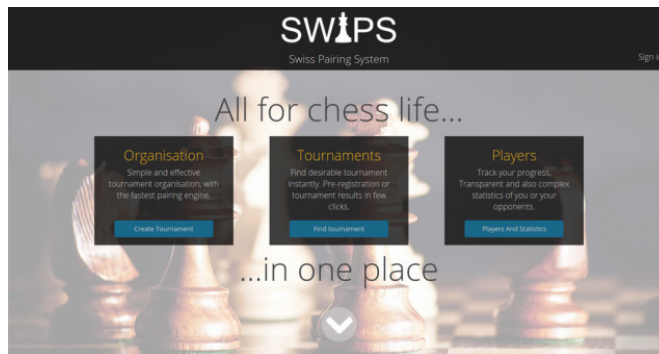 SWIPS
Swiss Pairing System
Sign
All for chess life...
Organisation
Simple and effective
tournament organisation, with
the fastest pairing engine.
Create Tournament
Tournaments
Find desirable tournament
instantly. Pre-registration or
tournament results in few
clicks.
Find tournament
Players
Track your progress.
Transparent and also complex
statistics of you or your
opponents.
Players And Statistics
...in one place